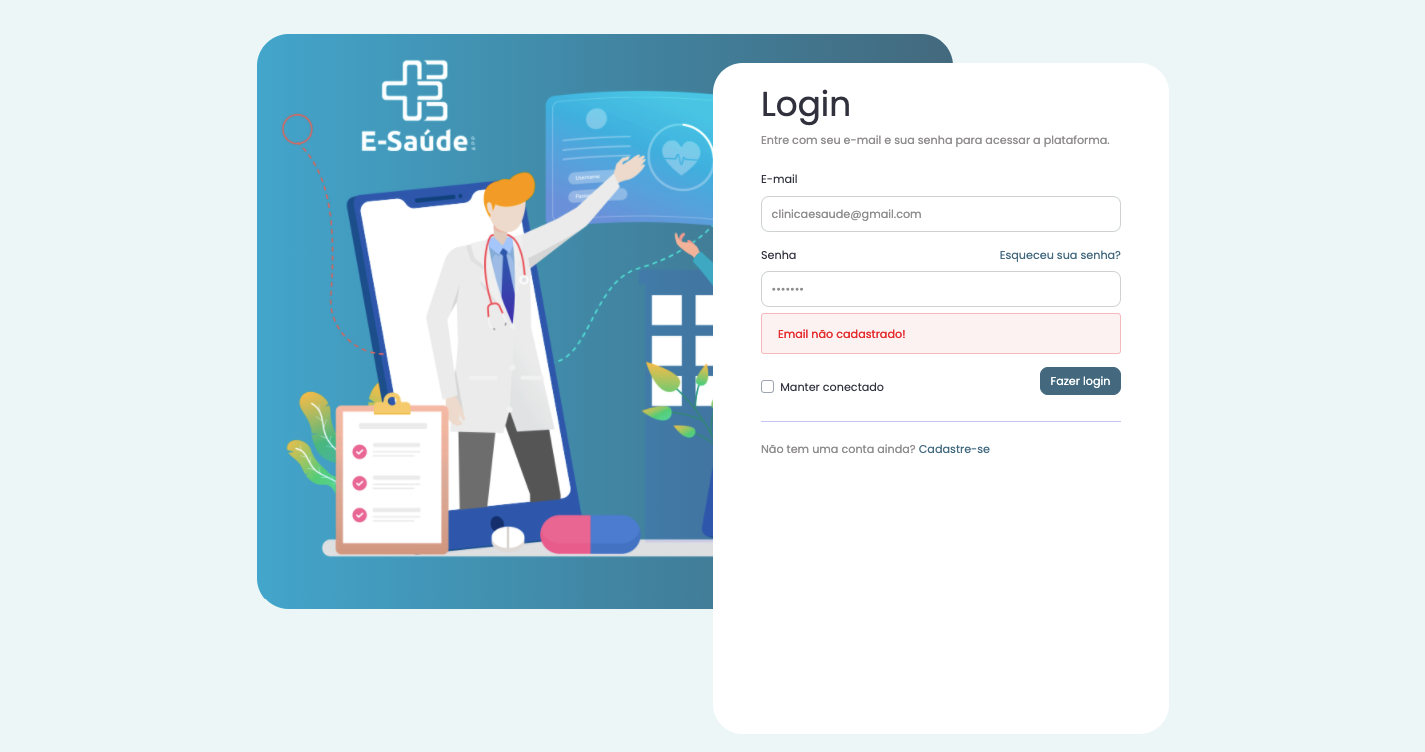 E-Saúde
Username
Login
Entre com seu e-mail e sua senha para acessar a plataforma.
E-mail
clinicaesaude@gmail.com
Senha
Esqueceu sua senha?
•••••••
Email não cadastrado!
Manter conectado
Fazer login
Não tem uma conta ainda? Cadastre-se